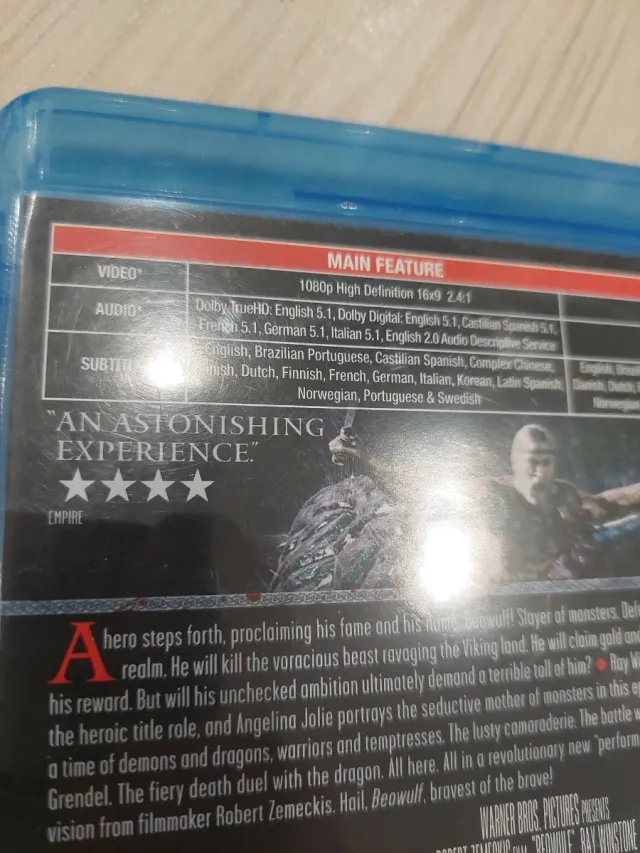 MAIN FEATURE
VIDEO*
1080p High Definition 16x9 2.4:1
AUDIO*
Dolby TrueHD: English 5.1, Dolby Digital: English 5.1, Castilian Spanish 5.1,
French 5.1, German 5.1, Italian 5.1, English 2.0 Audio Descriptive Service
English, Brazilian Portuguese, Castilian Spanish, Complex Chinese,
Dutch, Finnish, French, German, Italian, Korean, Latin Spanish,
Norwegian, Portuguese & Swedish
"AN ASTONISHING
EXPERIENCE."
★★★★
EMPIRE
A hero steps forth, proclaiming his fame and his name. Beowulf! Slayer of monsters.
realm. He will kill the voracious beast ravaging the Viking land. He will claim gold and
his reward. But will his unchecked ambition ultimately demand a terrible toll of him? ◆ Ray
the heroic title role, and Angelina Jolie portrays the seductive mother of monsters in this
a time of demons and dragons, warriors and temptresses. The lusty camaraderie. The battle
Grendel. The fiery death duel with the dragon. All here. All in a revolutionary new "perform
vision from filmmaker Robert Zemeckis. Hail, Beowulf, bravest of the brave!
WARNER BROS. PICTURES PRESENTS
"BEOWULF" RAY WINSTONE